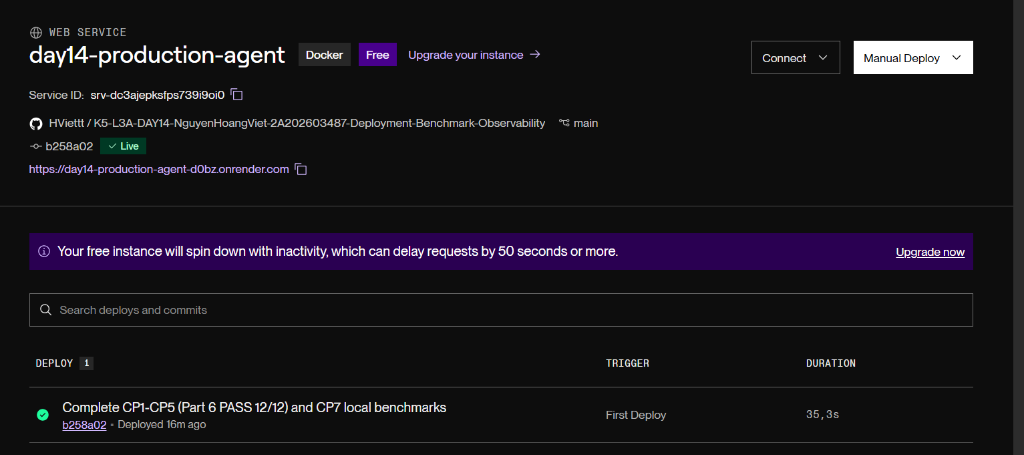 WEB SERVICE
day14-production-agent Docker Free Upgrade your instance → Connect Manual Deploy
Service ID: srv-dc3ajepksfps739i9oi0
HViettt / K5-L3A-DAY14-NguyenHoangViet-2A202603487-Deployment-Benchmark-Observability main
b258a02 ✓ Live
https://day14-production-agent-d0bz.onrender.com
Your free instance will spin down with inactivity, which can delay requests by 50 seconds or more. Upgrade now
Search deploys and commits
DEPLOY 1 TRIGGER DURATION
Complete CP1-CP5 (Part 6 PASS 12/12) and CP7 local benchmarks
b258a02 • Deployed 16m ago First Deploy 35,3s